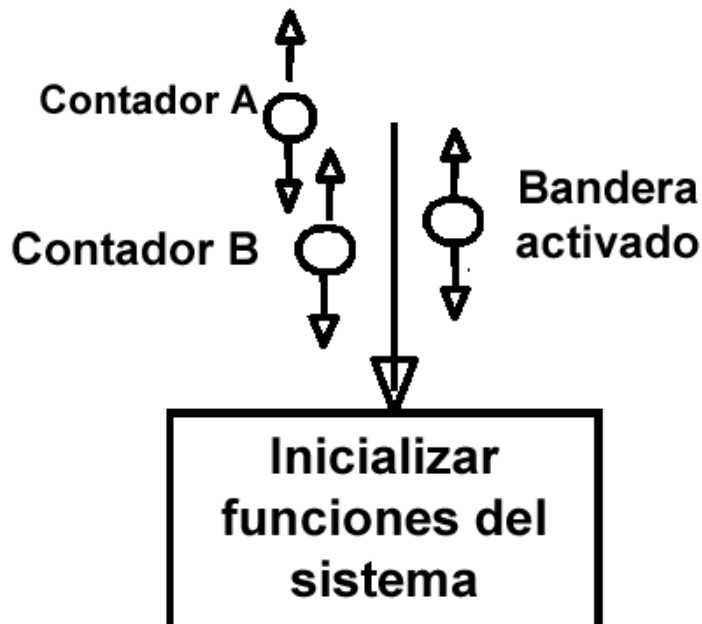 Contador A
Contador B
Bandera
activado
Inicializar
funciones del
sistema